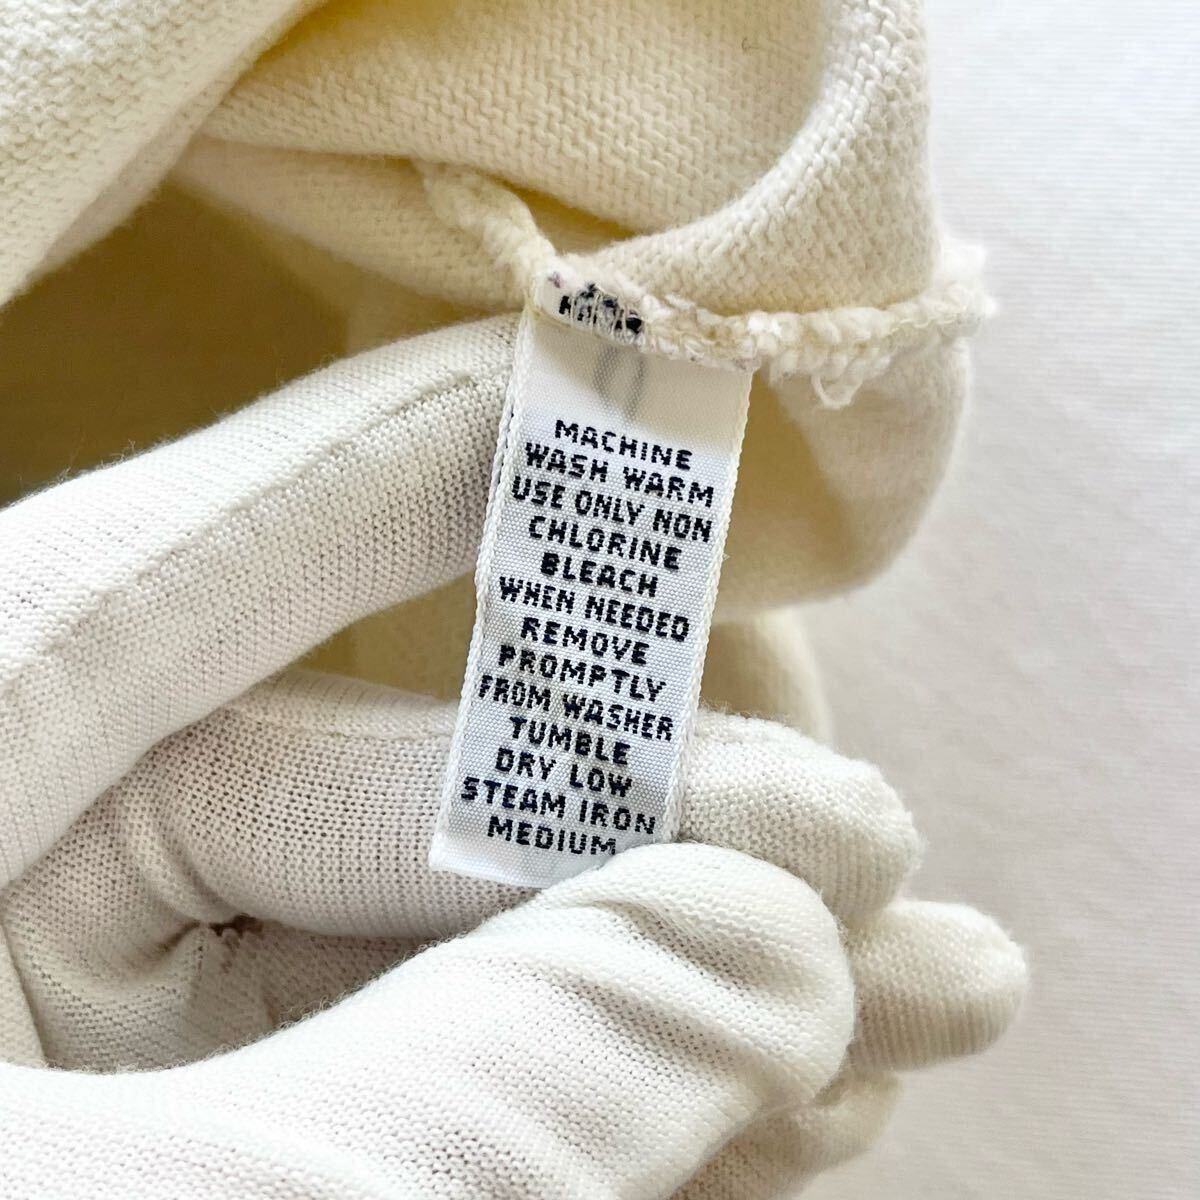 MACHINE
WASH WARM
USE ONLY NON
CHLORINE
BLEACH
WHEN NEEDED
REMOVE
PROMPTLY
FROM WASHER
TUMBLE
DRY LOW
STEAM IRON
MEDIUM